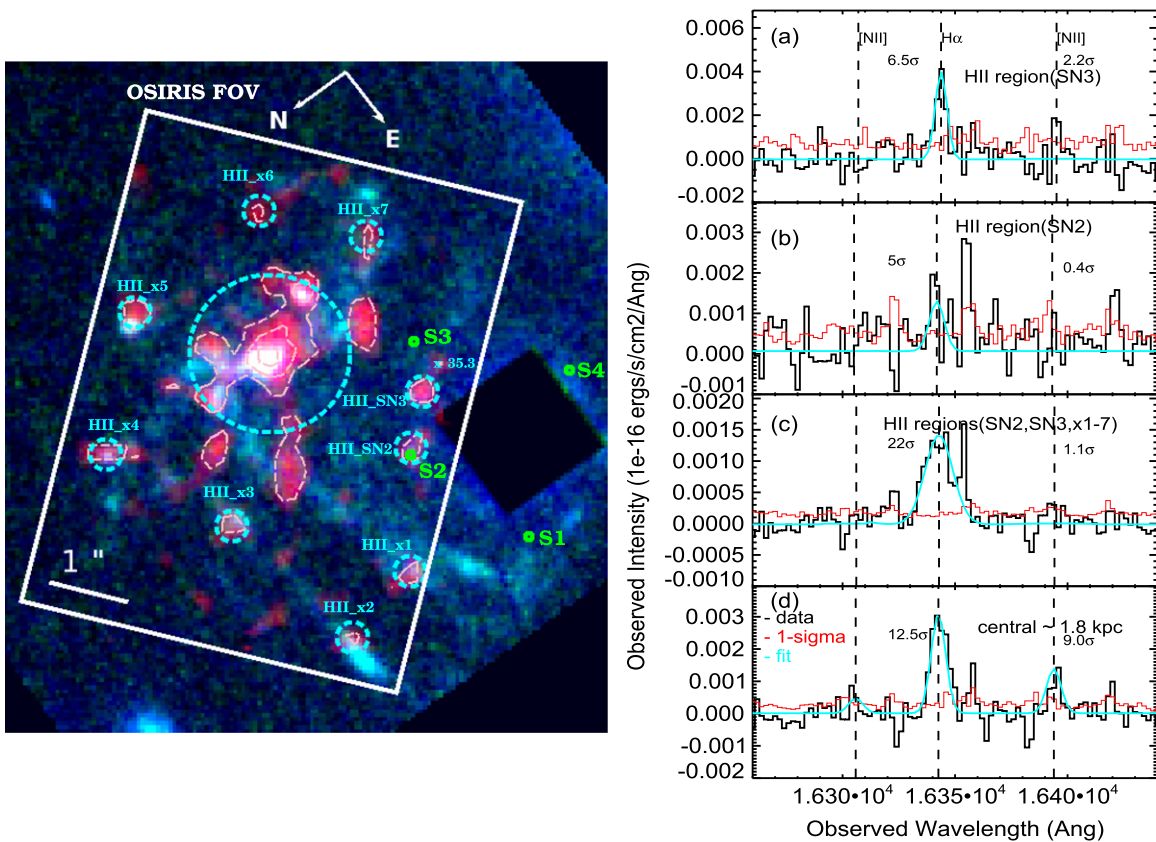 OSIRIS FOV
N
E
HII_x6
HII_x7
HII_x5
S3
x 35.3
S4
HII_SN3
HII_x4
HII_SN2
S2
HII_x3
S1
1 "
HII_x1
HII_x2
Observed Intensity (1e-16 ergs/s/cm2/Ang)
(a)
[NII]
Hα
[NII]
6.5σ
2.2σ
HII region(SN3)
0.006
0.004
0.002
0.000
-0.002
(b)
HII region(SN2)
5σ
0.4σ
0.003
0.002
0.001
0.000
-0.001
(c)
HII regions(SN2,SN3,x1-7)
22σ
1.1σ
0.0020
0.0015
0.0010
0.0005
0.0000
-0.0005
-0.0010
(d)
- data
- 1-sigma
- fit
12.5σ
central ~ 1.8 kpc
9.0σ
0.003
0.002
0.001
0.000
-0.001
-0.002
1.630•10⁴
1.635•10⁴
1.640•10⁴
Observed Wavelength (Ang)